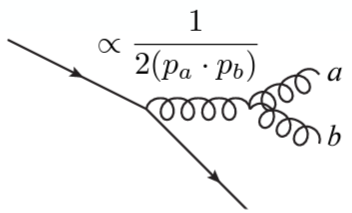 ∝ 1 / 2(p_a · p_b)
a
b